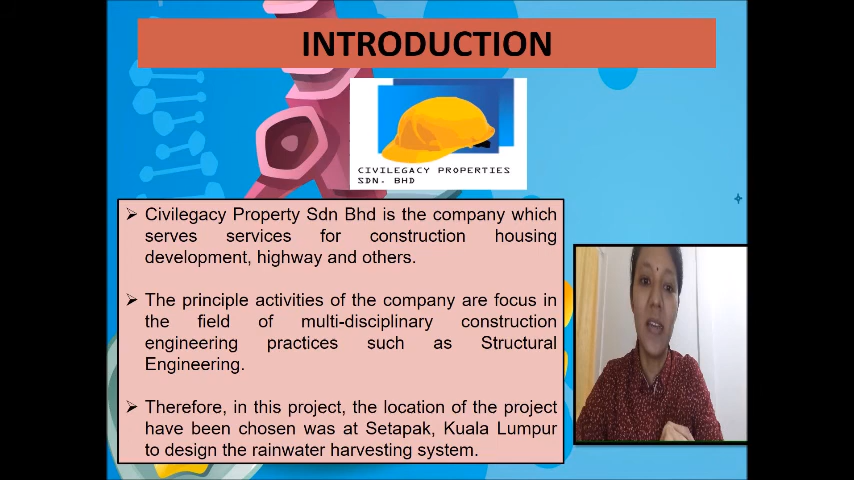 INTRODUCTION
CIVILEGACY PROPERTIES
SDN. BHD
➢ Civilegacy Property Sdn Bhd is the company which
serves services for construction housing
development, highway and others.
➢ The principle activities of the company are focus in
the field of multi-disciplinary construction
engineering practices such as Structural
Engineering.
➢ Therefore, in this project, the location of the project
have been chosen was at Setapak, Kuala Lumpur
to design the rainwater harvesting system.